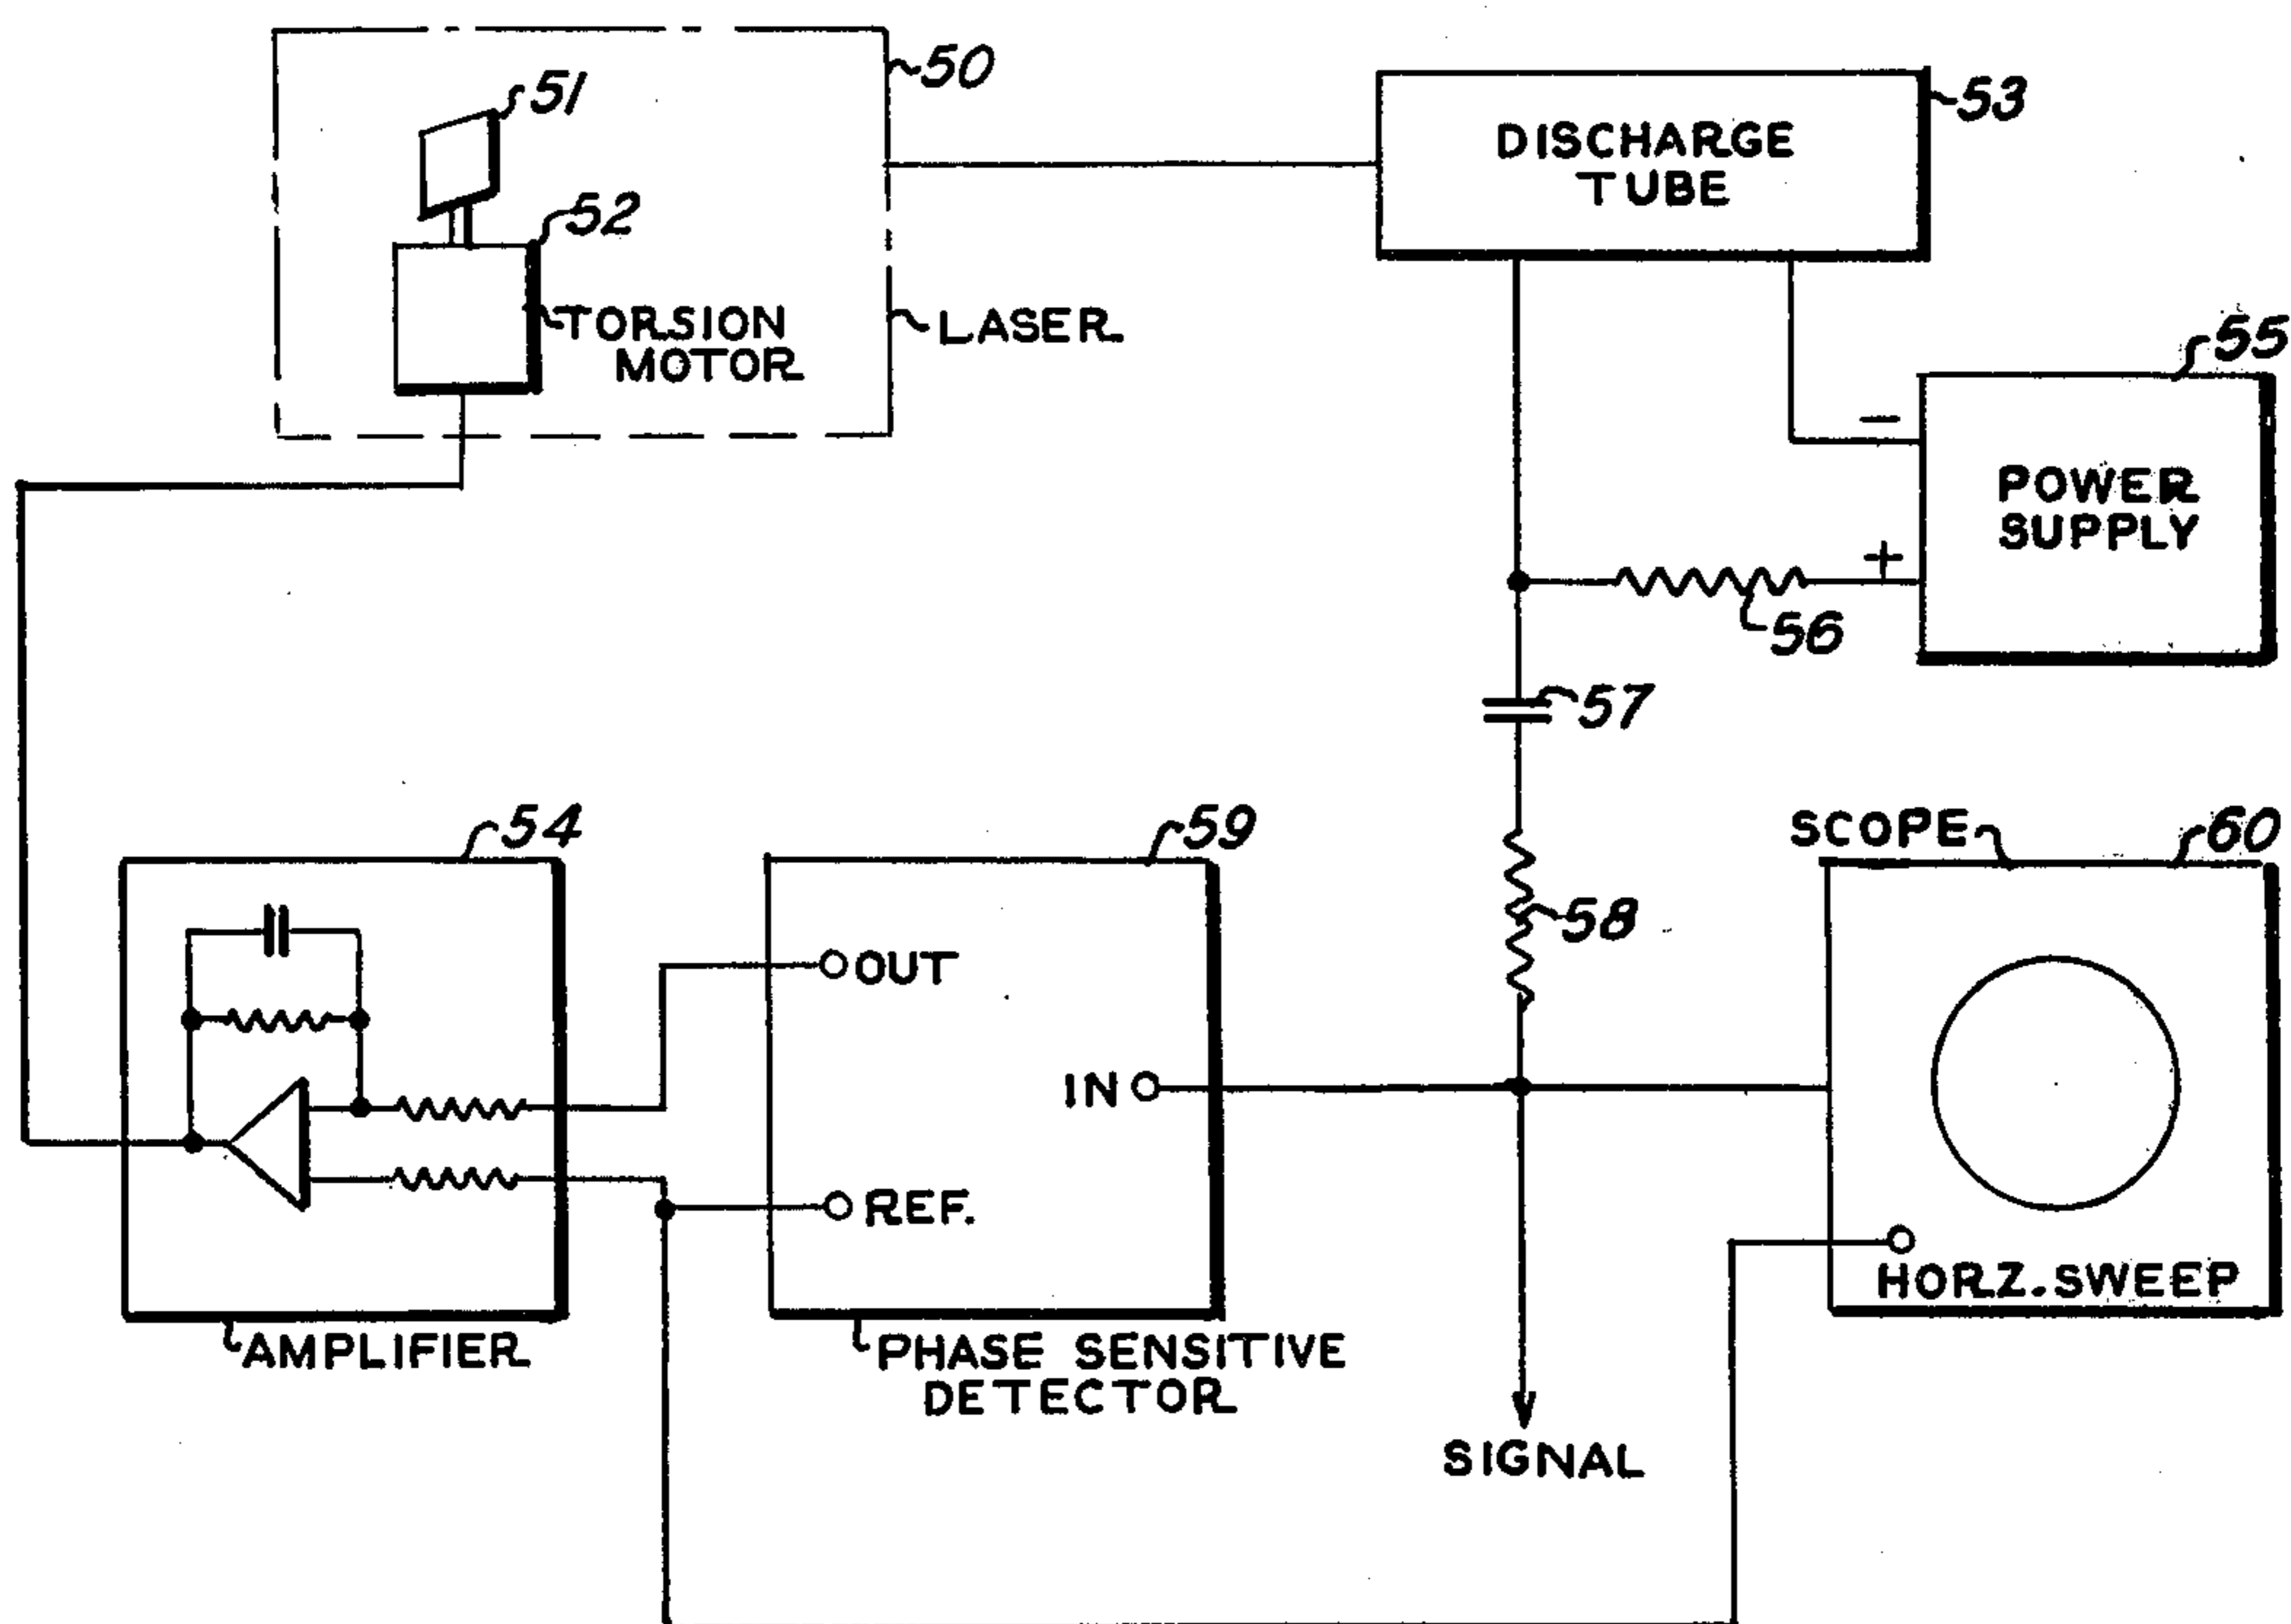 50
51
53
DISCHARGE
TUBE
52
TORSION
MOTOR
LASER
55
-
POWER
SUPPLY
+
56
57
54
59
SCOPE
60
58
OUT
IN
REF.
HORZ. SWEEP
AMPLIFIER
PHASE SENSITIVE
DETECTOR
SIGNAL